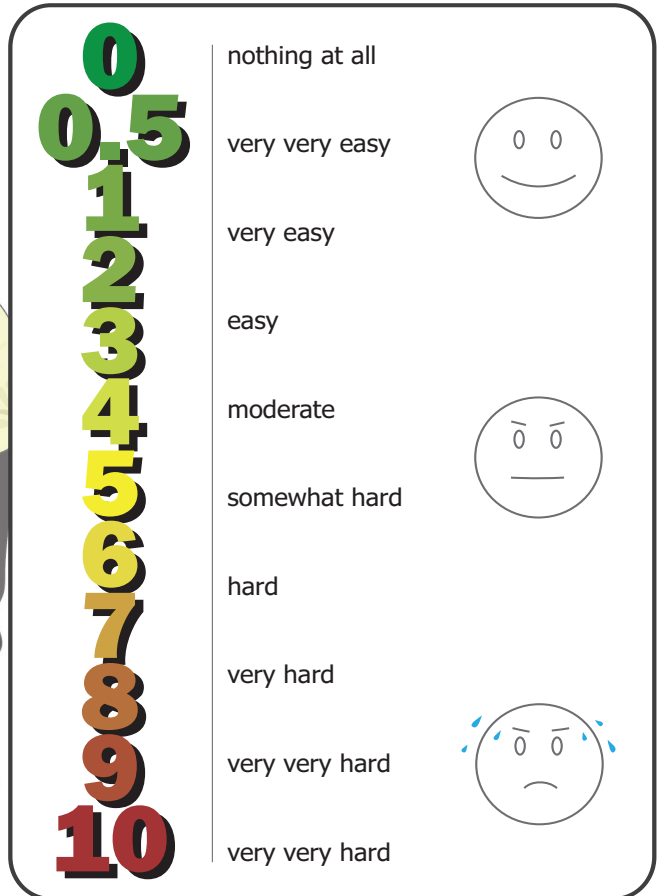 0
nothing at all
0.5
very very easy
1
very easy
2
easy
3
4
moderate
5
somewhat hard
6
hard
7
very hard
8
9
very very hard
10
very very hard